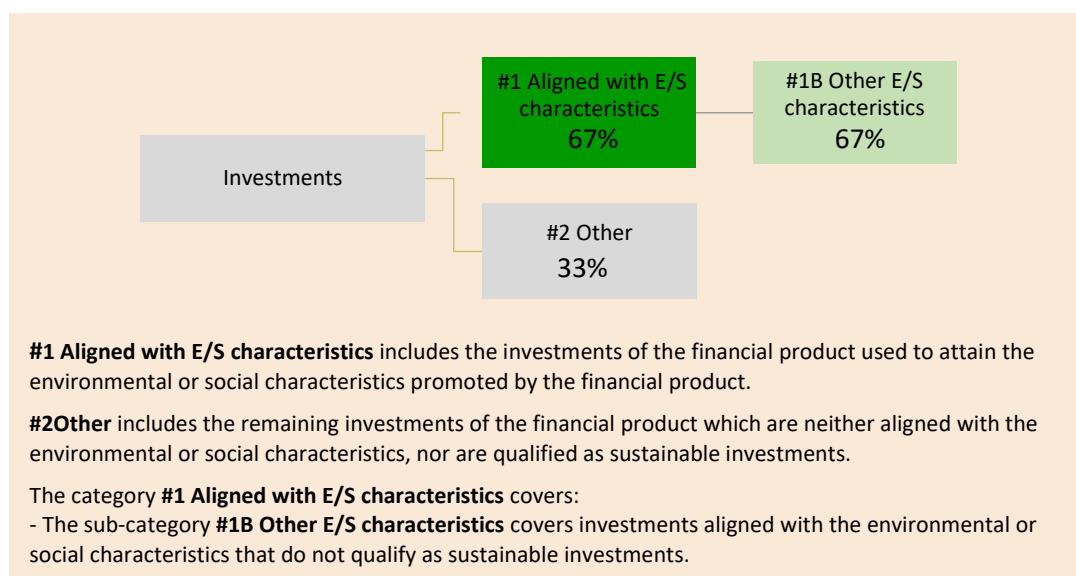 #1 Aligned with E/S
characteristics
67%
#1B Other E/S
characteristics
67%
Investments
#2 Other
33%
#1 Aligned with E/S characteristics includes the investments of the financial product used to attain the
environmental or social characteristics promoted by the financial product.
#2Other includes the remaining investments of the financial product which are neither aligned with the
environmental or social characteristics, nor are qualified as sustainable investments.
The category #1 Aligned with E/S characteristics covers:
- The sub-category #1B Other E/S characteristics covers investments aligned with the environmental or
social characteristics that do not qualify as sustainable investments.